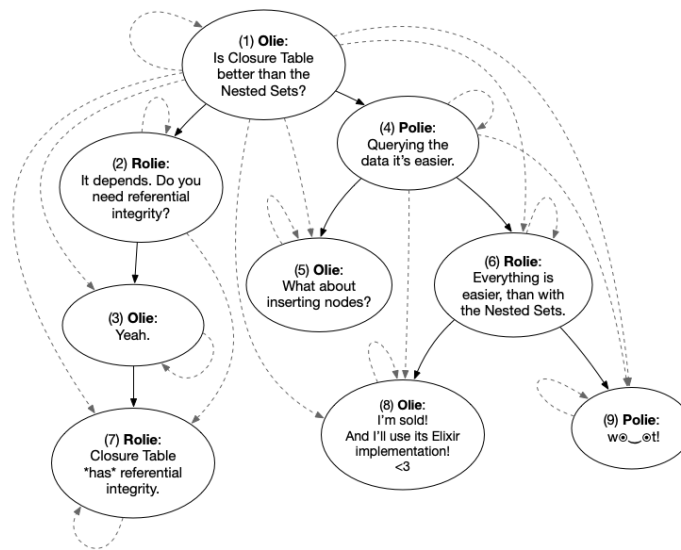 (1) Olie:
Is Closure Table
better than the
Nested Sets?
(2) Rolie:
It depends. Do you
need referential
integrity?
(4) Polie:
Querying the
data it's easier.
(3) Olie:
Yeah.
(5) Olie:
What about
inserting nodes?
(6) Rolie:
Everything is
easier, than with
the Nested Sets.
(7) Rolie:
Closure Table
*has* referential
integrity.
(8) Olie:
I'm sold!
And I'll use its Elixir
implementation!
<3
(9) Polie:
w⊙‿⊙t!